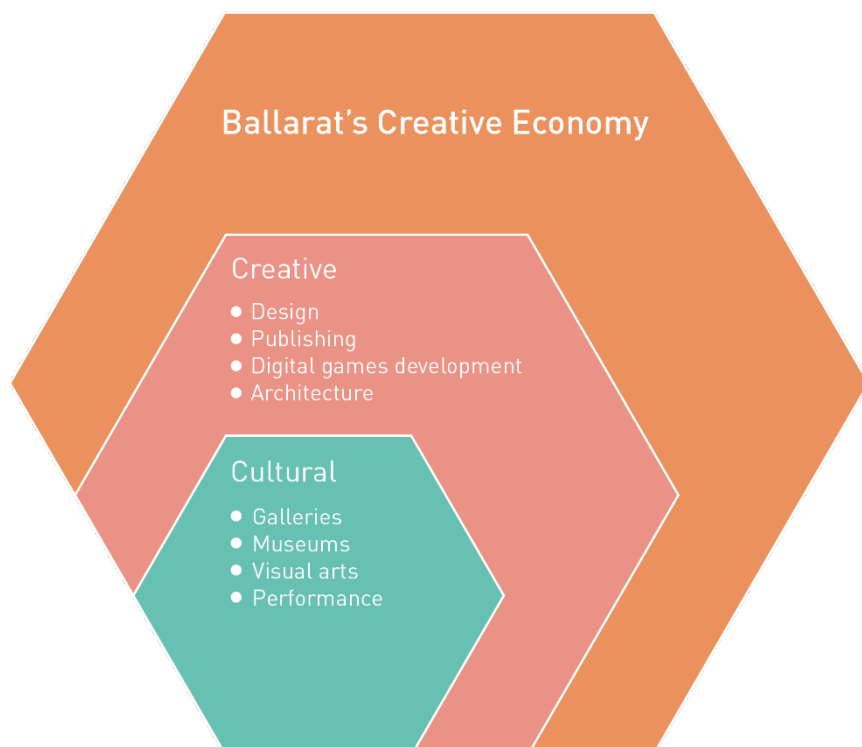 Ballarat’s Creative Economy
Creative
● Design
● Publishing
● Digital games development
● Architecture
Cultural
● Galleries
● Museums
● Visual arts
● Performance